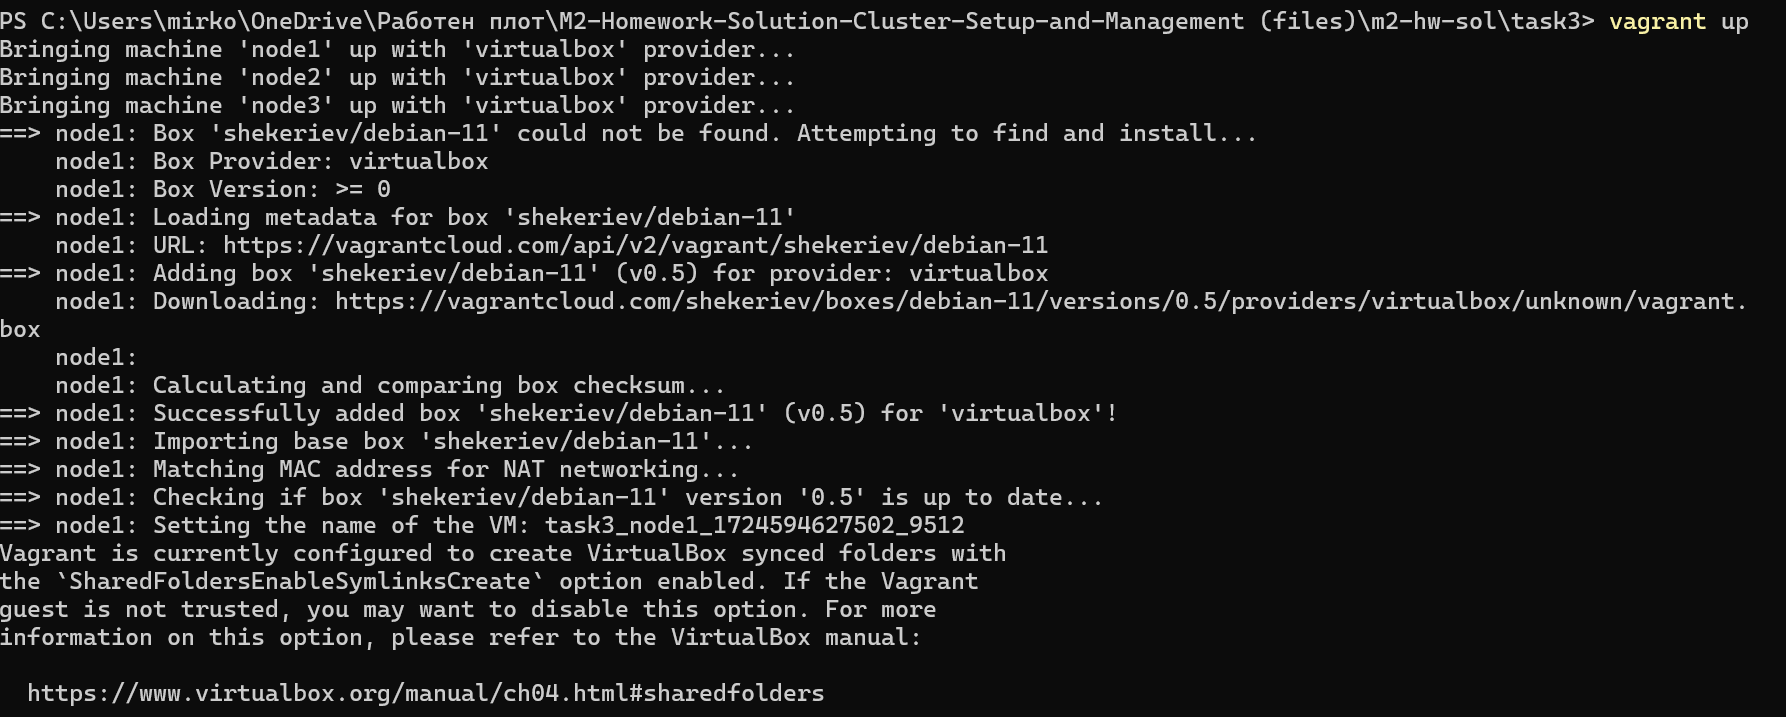 PS C:\Users\mirko\OneDrive\Работен плот\M2-Homework-Solution-Cluster-Setup-and-Management (files)\m2-hw-sol\task3> vagrant up
Bringing machine 'node1' up with 'virtualbox' provider...
Bringing machine 'node2' up with 'virtualbox' provider...
Bringing machine 'node3' up with 'virtualbox' provider...
==> node1: Box 'shekeriev/debian-11' could not be found. Attempting to find and install...
    node1: Box Provider: virtualbox
    node1: Box Version: >= 0
==> node1: Loading metadata for box 'shekeriev/debian-11'
    node1: URL: https://vagrantcloud.com/api/v2/vagrant/shekeriev/debian-11
==> node1: Adding box 'shekeriev/debian-11' (v0.5) for provider: virtualbox
    node1: Downloading: https://vagrantcloud.com/shekeriev/boxes/debian-11/versions/0.5/providers/virtualbox/unknown/vagrant.
box
    node1:
    node1: Calculating and comparing box checksum...
==> node1: Successfully added box 'shekeriev/debian-11' (v0.5) for 'virtualbox'!
==> node1: Importing base box 'shekeriev/debian-11'...
==> node1: Matching MAC address for NAT networking...
==> node1: Checking if box 'shekeriev/debian-11' version '0.5' is up to date...
==> node1: Setting the name of the VM: task3_node1_1724594627502_9512
Vagrant is currently configured to create VirtualBox synced folders with
the `SharedFoldersEnableSymlinksCreate` option enabled. If the Vagrant
guest is not trusted, you may want to disable this option. For more
information on this option, please refer to the VirtualBox manual:
  https://www.virtualbox.org/manual/ch04.html#sharedfolders